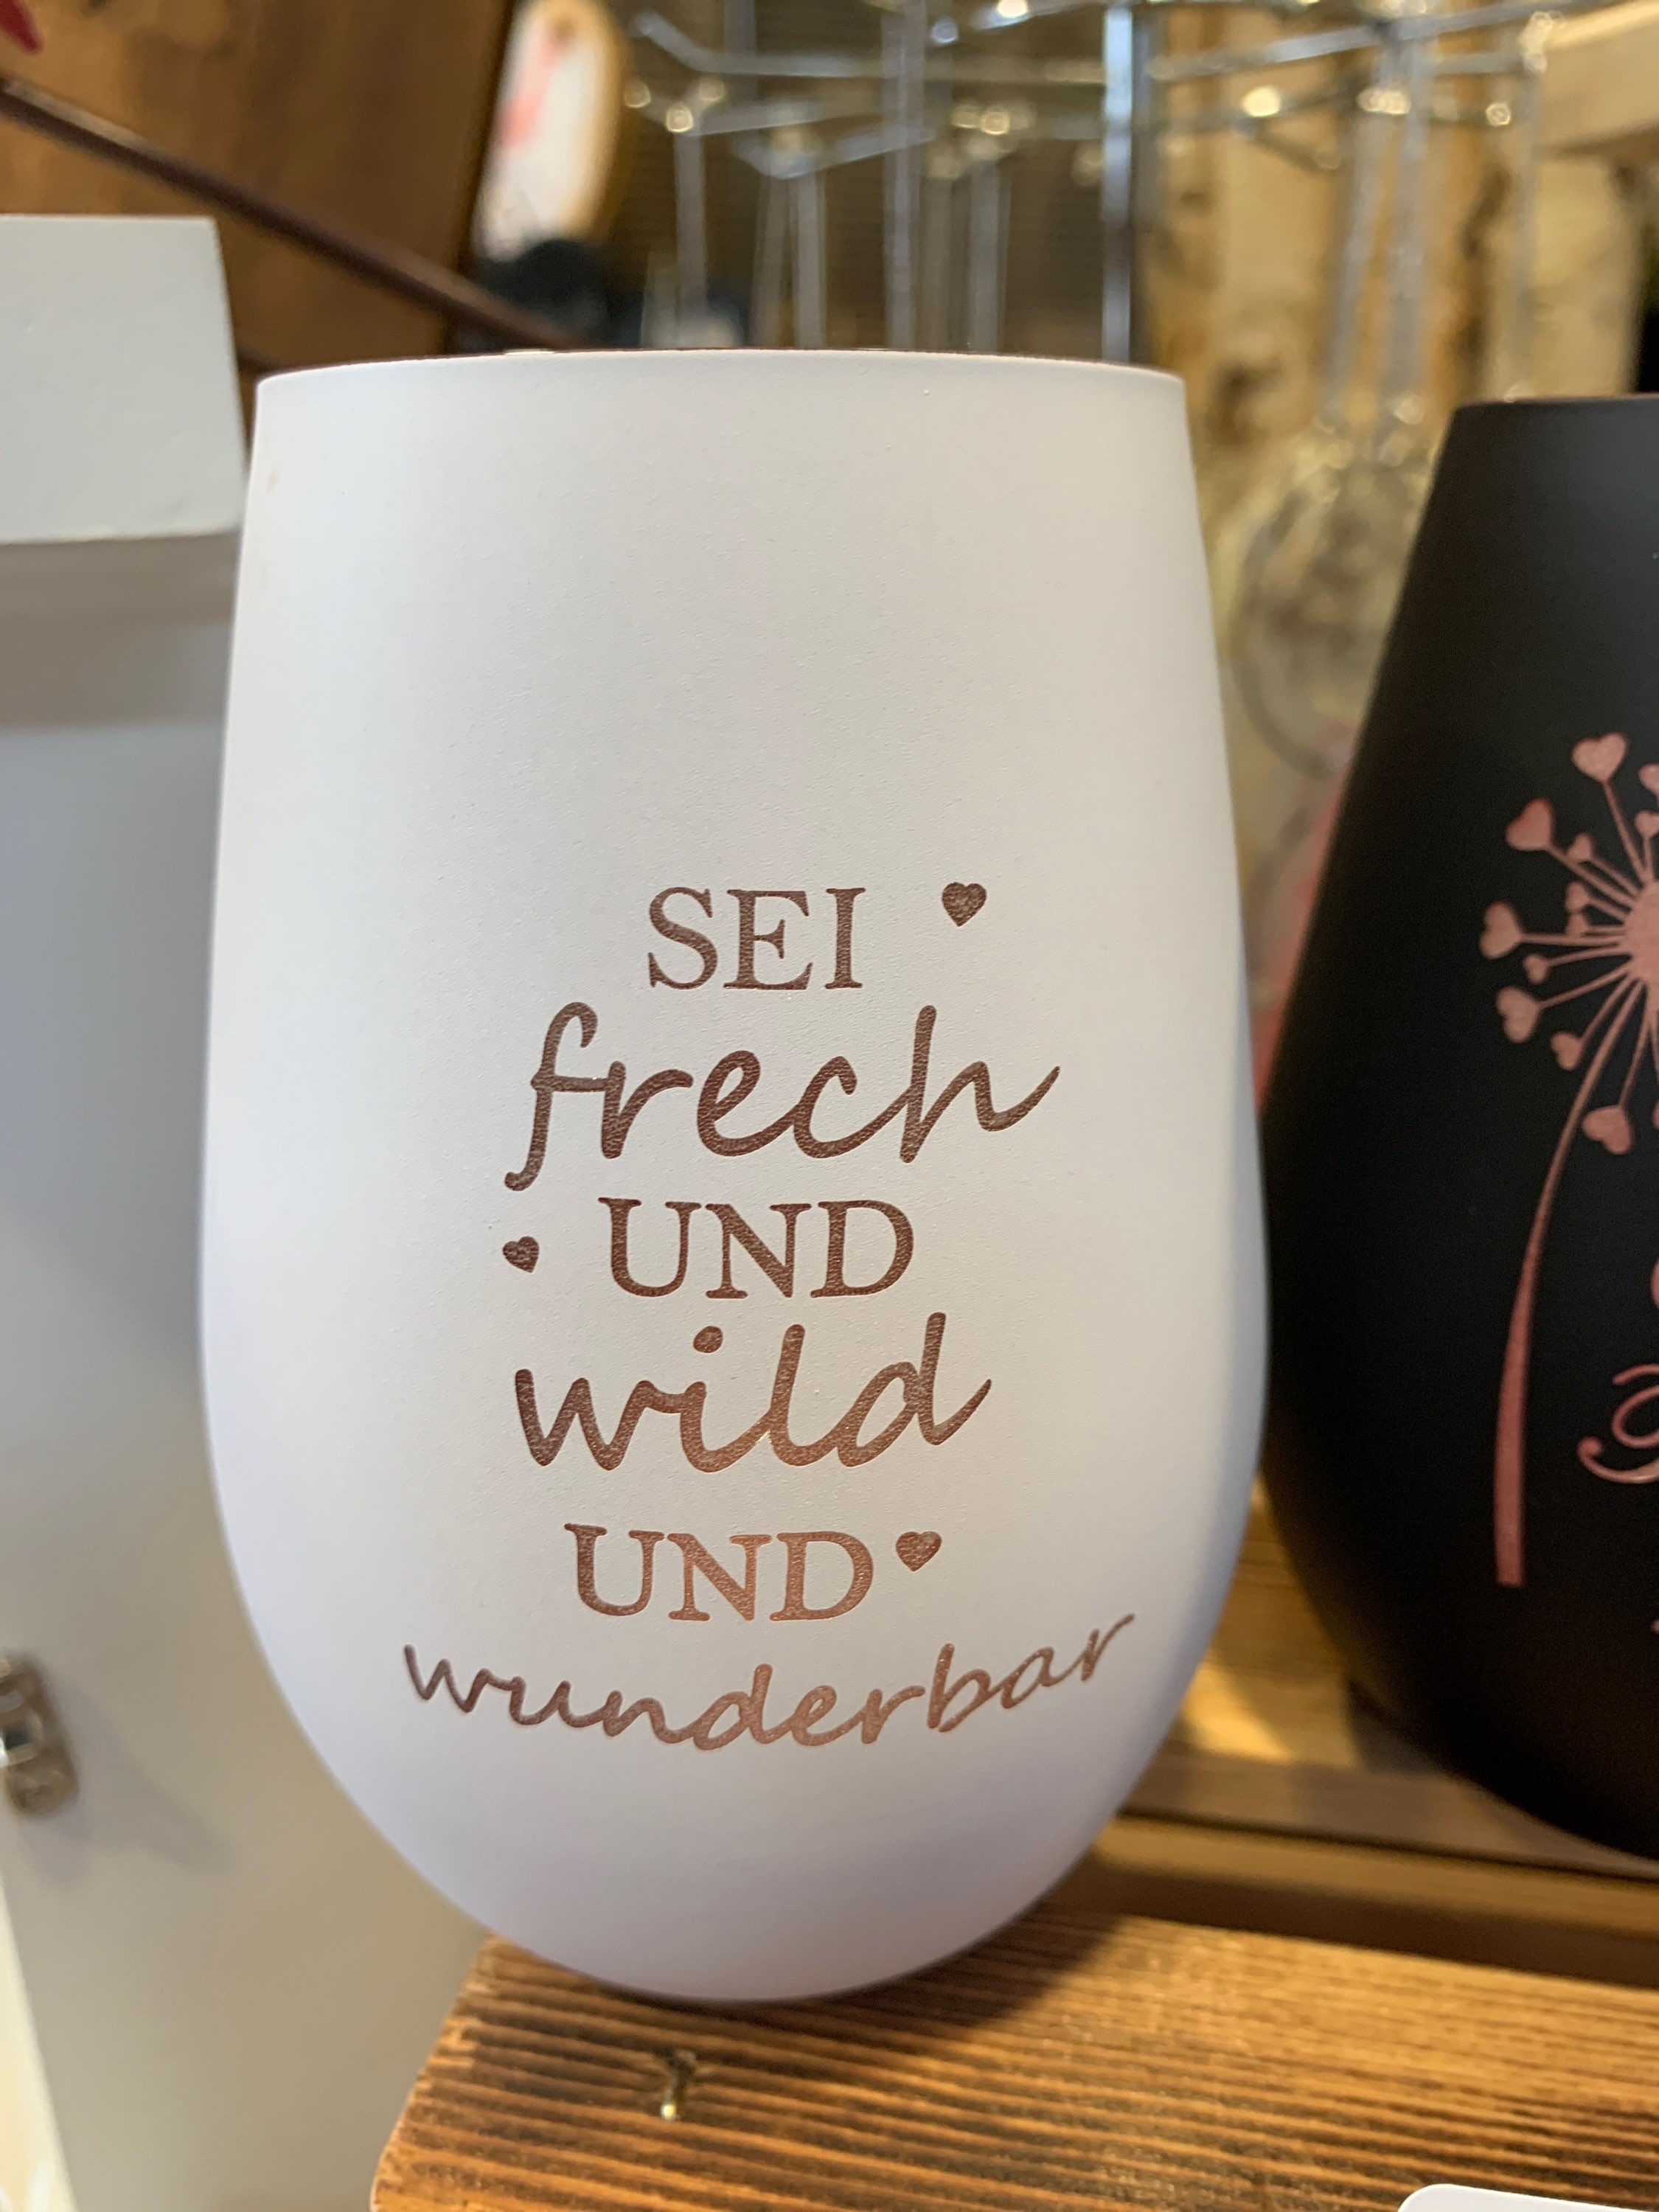 SEI
frech
UND
wild
UND
wunderbar